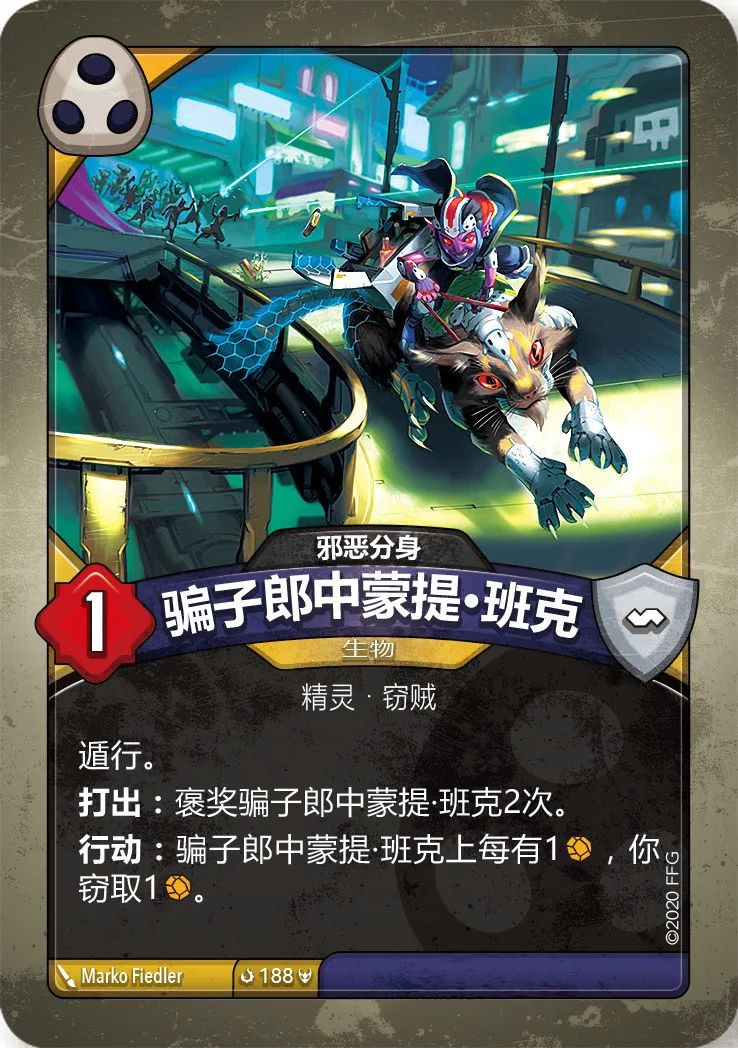 邪恶分身
1
骗子郎中蒙提·班克
生物
精灵 · 窃贼
遁行。
打出：褒奖骗子郎中蒙提·班克2次。
行动：骗子郎中蒙提·班克上每有1，你
窃取1。
©2020 FFG
Marko Fiedler
188